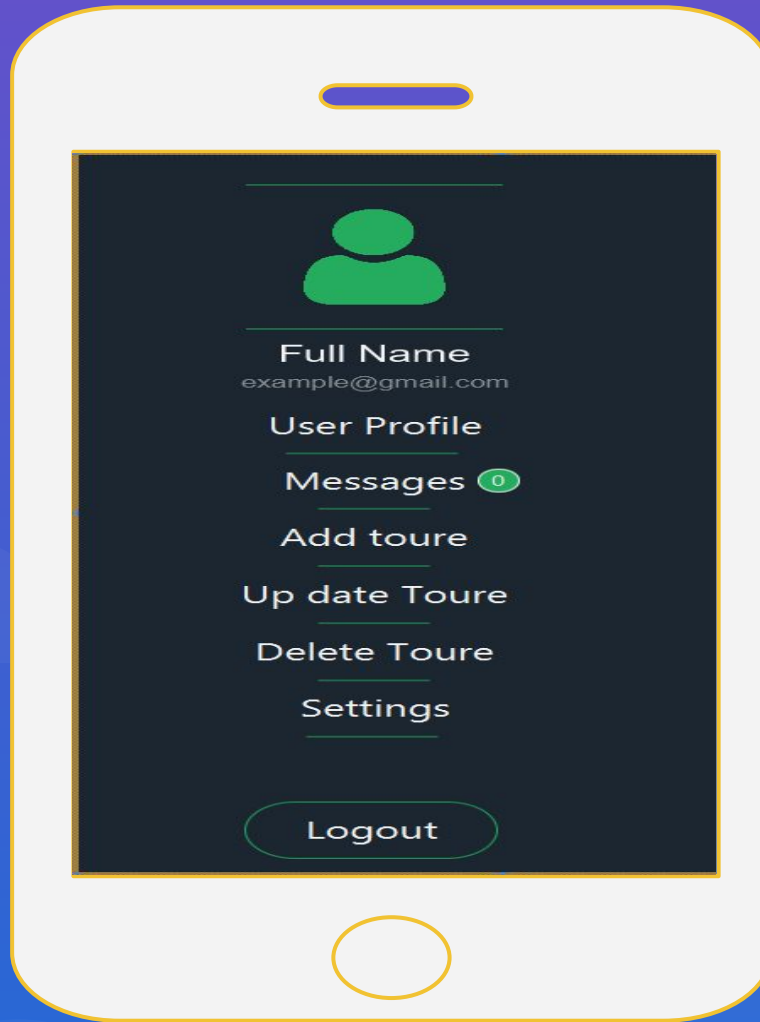 Full Name
example@gmail.com
User Profile
Messages 0
Add toure
Up date Toure
Delete Toure
Settings
Logout